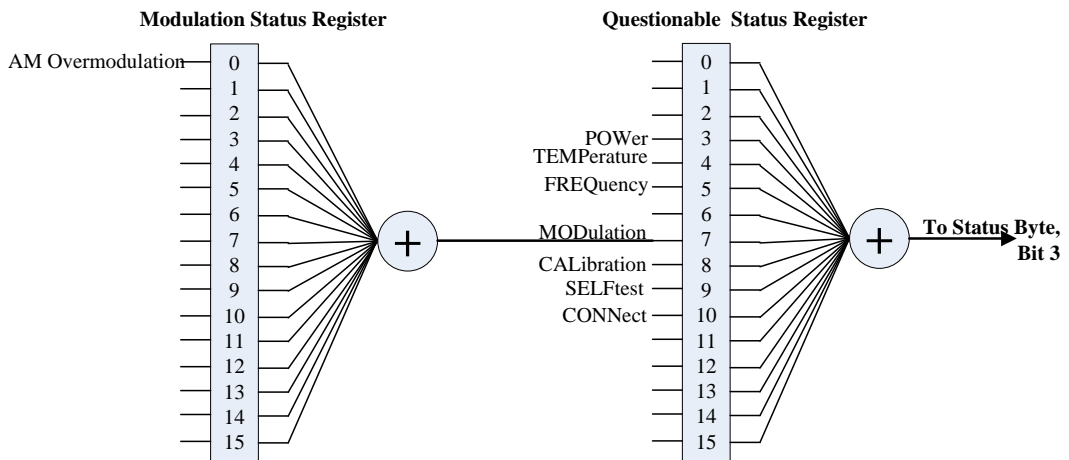 Modulation Status Register
AM Overmodulation
0
1
2
3
4
5
6
7
8
9
10
11
12
13
14
15
+
Questionable Status Register
POWer
TEMPerature
FREQuency
MODulation
CALibration
SELFtest
CONNect
0
1
2
3
4
5
6
7
8
9
10
11
12
13
14
15
+
To Status Byte,
Bit 3